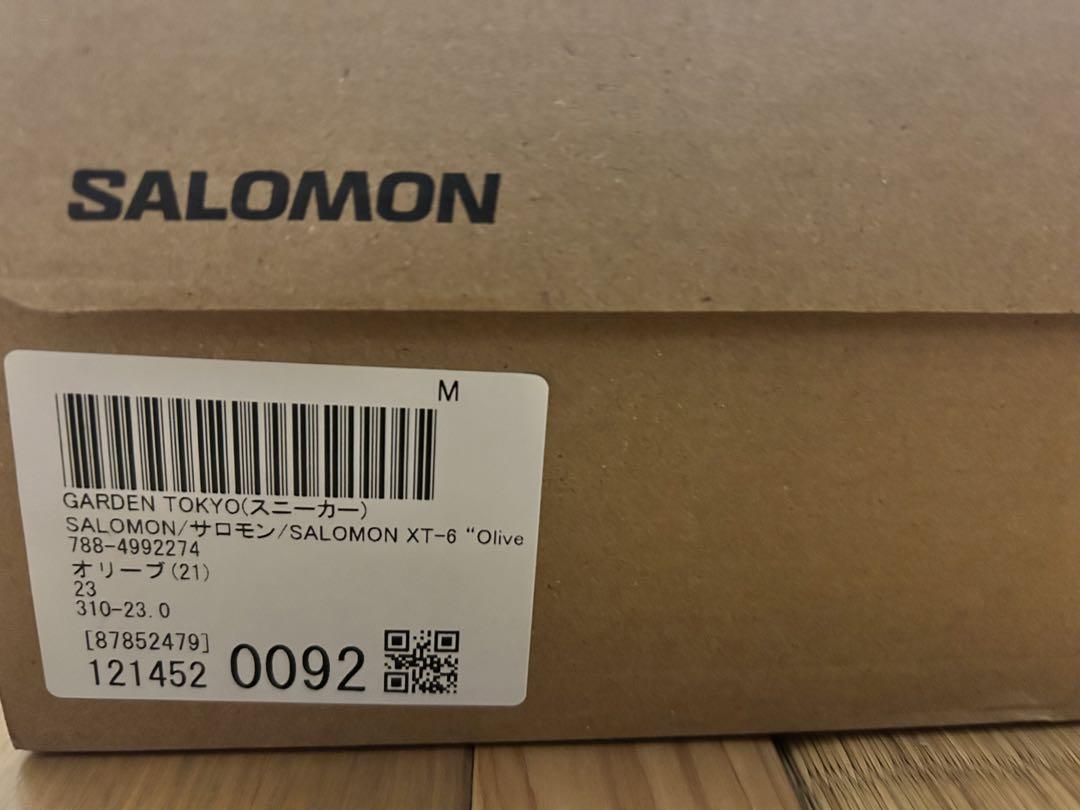 SALOMON
M
GARDEN TOKYO(スニーカー)
SALOMON/サロモン/SALOMON XT-6 “Olive
788-4992274
オリーブ(21)
23
310-23.0
[87852479]
121452 0092